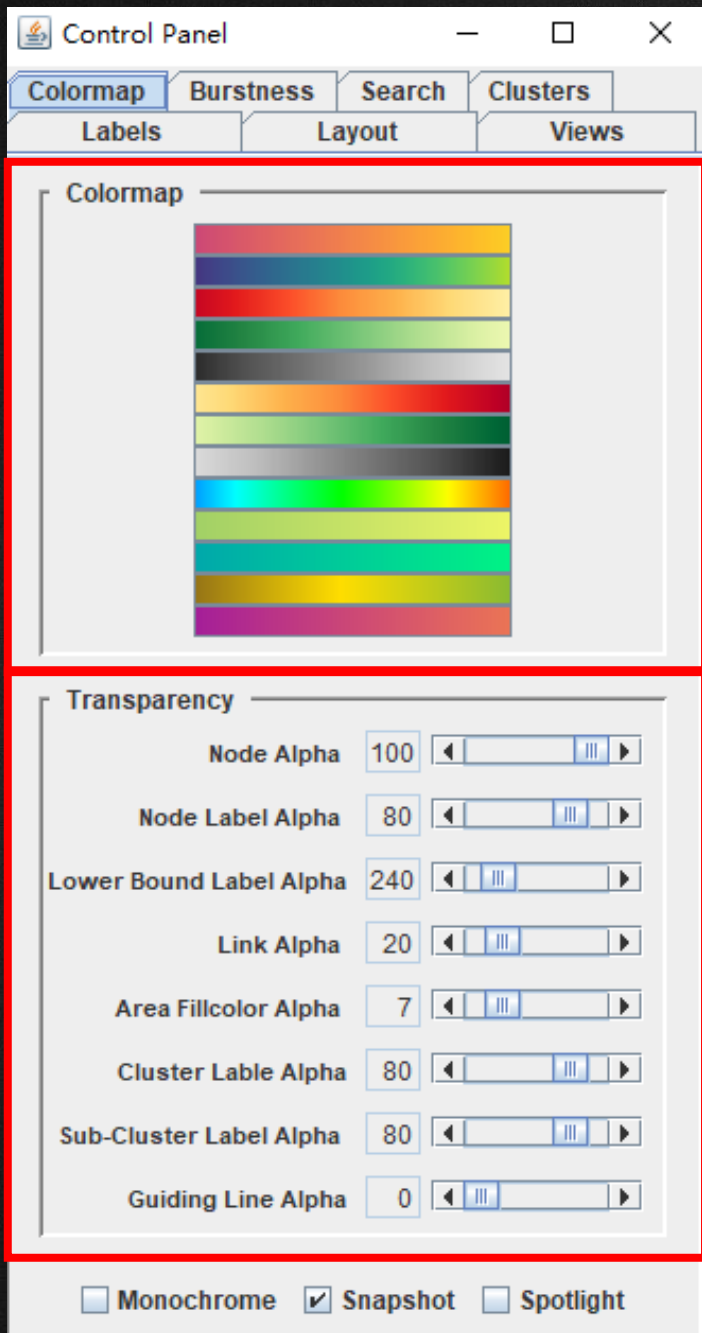 Control Panel
Colormap Burstness Search Clusters
Labels Layout Views
Colormap
Transparency
Node Alpha 100
Node Label Alpha 80
Lower Bound Label Alpha 240
Link Alpha 20
Area Fillcolor Alpha 7
Cluster Lable Alpha 80
Sub-Cluster Label Alpha 80
Guiding Line Alpha 0
Monochrome Snapshot Spotlight